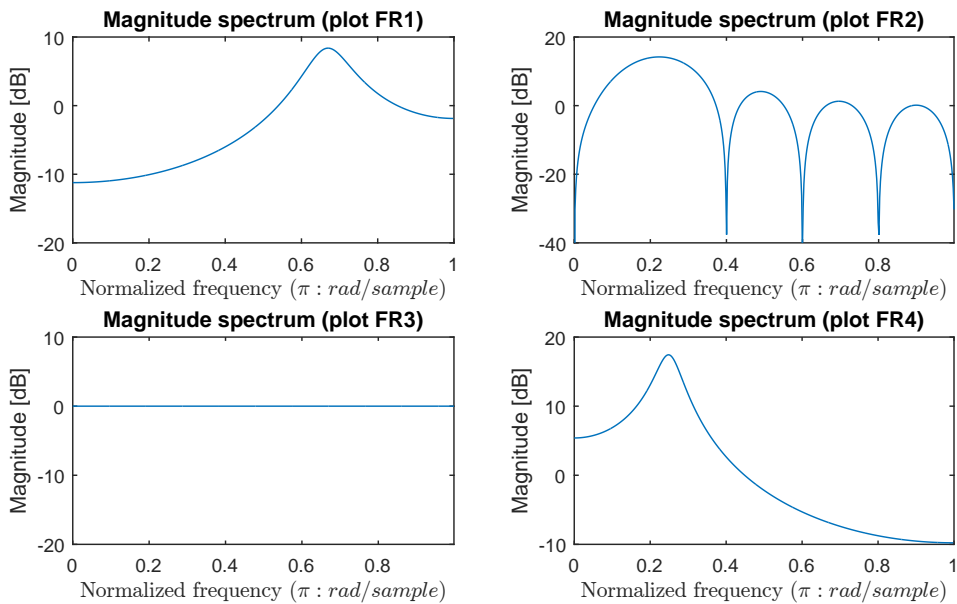 Magnitude spectrum (plot FR1)
10
0
-10
-20
Magnitude [dB]
0 0.2 0.4 0.6 0.8 1
Normalized frequency (π : rad/sample)
Magnitude spectrum (plot FR2)
20
0
-20
-40
Magnitude [dB]
0 0.2 0.4 0.6 0.8 1
Normalized frequency (π : rad/sample)
Magnitude spectrum (plot FR3)
10
0
-10
-20
Magnitude [dB]
0 0.2 0.4 0.6 0.8 1
Normalized frequency (π : rad/sample)
Magnitude spectrum (plot FR4)
20
10
0
-10
Magnitude [dB]
0 0.2 0.4 0.6 0.8 1
Normalized frequency (π : rad/sample)